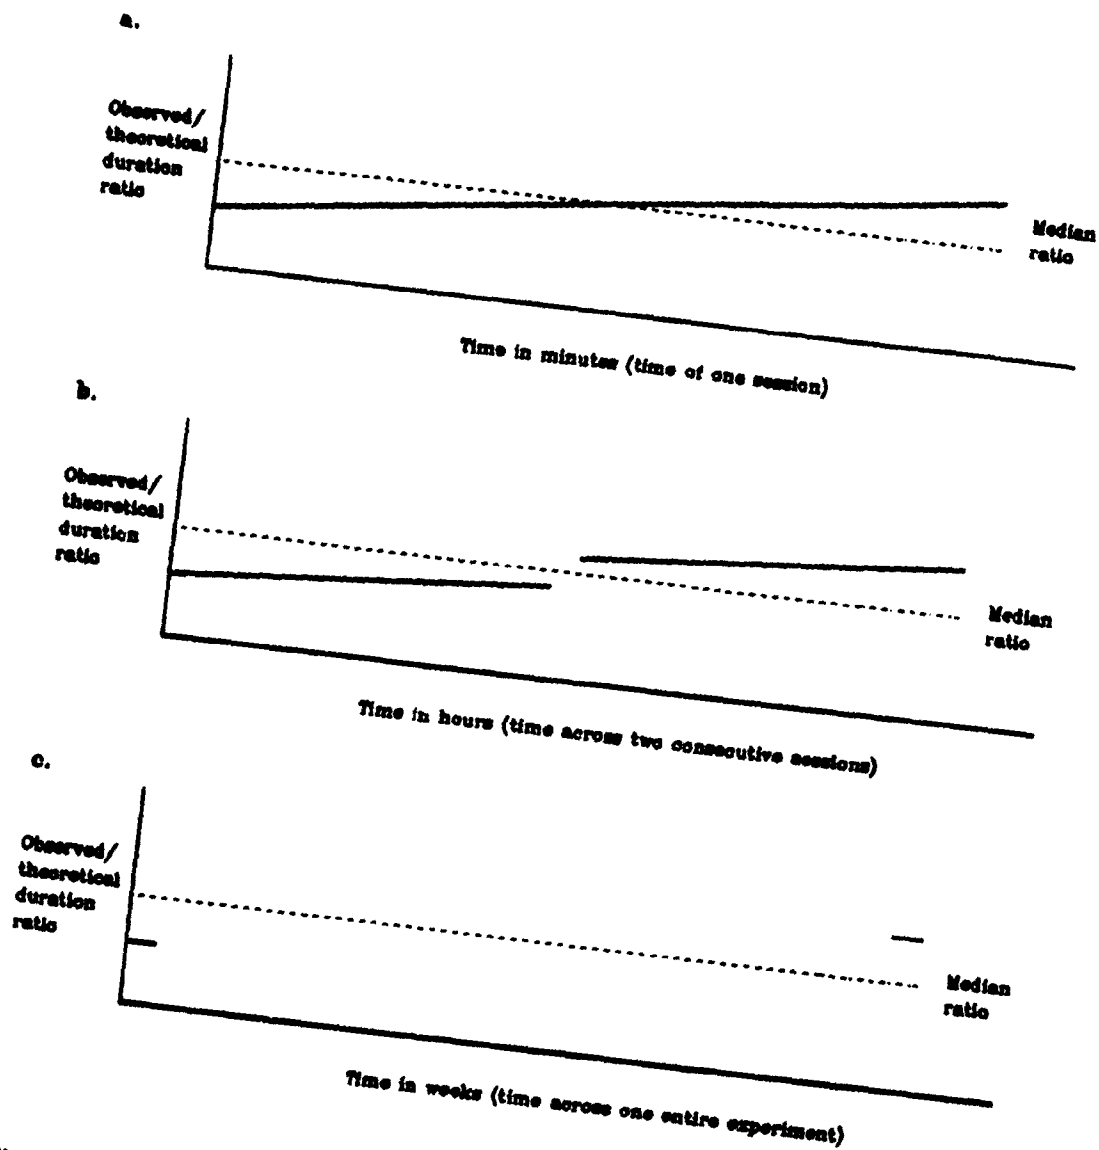 a.
Observed/
theoretical
duration
ratio
Median
ratio
Time in minutes (time of one session)
b.
Observed/
theoretical
duration
ratio
Median
ratio
Time in hours (time across two consecutive sessions)
c.
Observed/
theoretical
duration
ratio
Median
ratio
Time in weeks (time across one entire experiment)